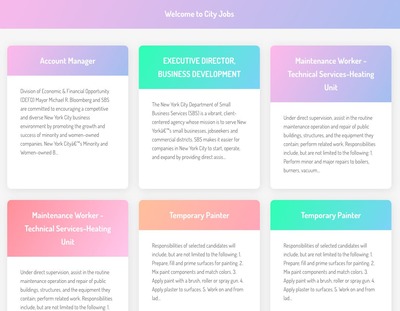 Welcome to City Jobs
Account Manager
Division of Economic & Financial Opportunity
(DEFO) Mayor Michael R. Bloomberg and SBS
are committed to encouraging a competitive
and diverse New York City business
environment by promoting the growth and
success of minority and women-owned
companies. New Yorkyâ€™s Minority and
Women-owned B...
EXECUTIVE DIRECTOR,
BUSINESS DEVELOPMENT
The New York City Department of Small
Business Services (SBS) is a vibrant, client-
centered agency whose mission is to serve New
Yorkâ€™s small businesses, jobseekers and
commercial districts. SBS makes it easier for
companies in New York City to start, operate,
and expand by providing direct assis...
Maintenance Worker -
Technical Services-Heating
Unit
Under direct supervision, assist in the routine
maintenance operation and repair of public
buildings, structures, and the equipment they
contain, perform related work. Responsibilities
include, but are not limited to the following: 1.
Perform minor and major repairs to boilers,
burners, vacuum...
Maintenance Worker -
Technical Services-Heating
Unit
Under direct supervision, assist in the routine
maintenance operation and repair of public
buildings, structures, and the equipment they
contain, perform related work. Responsibilities
include, but are not limited to the following: 1.
Temporary Painter
Responsibilities of selected candidates will
include, but are not limited to the following: 1.
Prepare, fill and prime surfaces for painting. 2.
Mix paint components and match colors. 3.
Apply paint with a brush, roller or spray gun. 4.
Apply plaster to surfaces. 5. Work on and from
lad...
Temporary Painter
Responsibilities of selected candidates will
include, but are not limited to the following: 1.
Prepare, fill and prime surfaces for painting. 2.
Mix paint components and match colors. 3.
Apply paint with a brush, roller or spray gun. 4.
Apply plaster to surfaces. 5. Work on and from
lad...